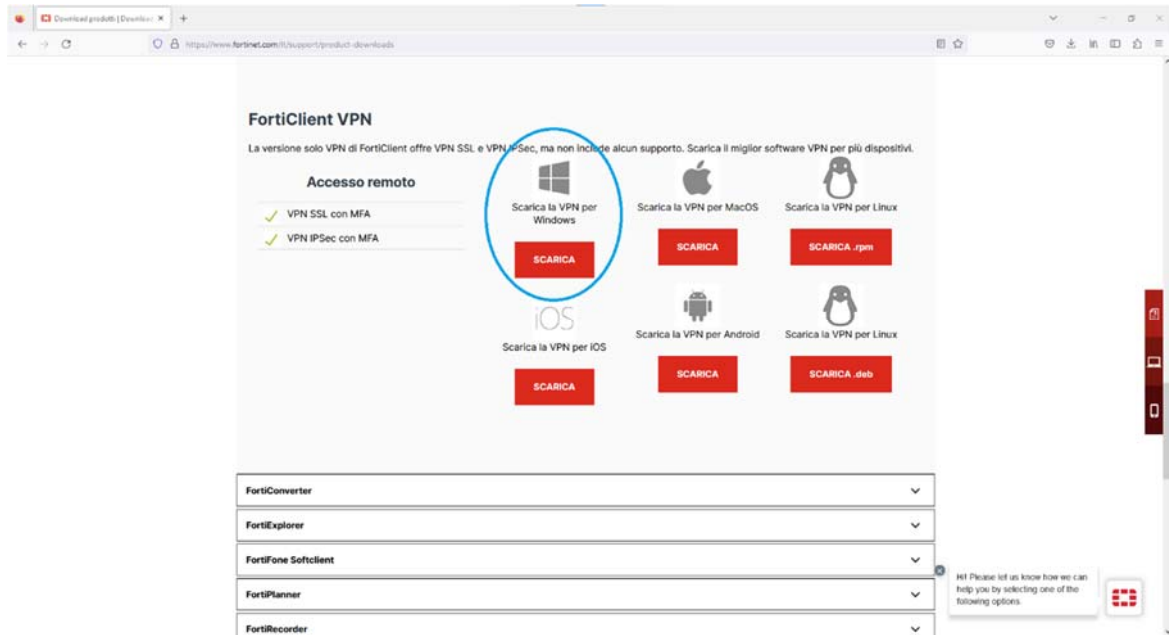 Download prodotti | Download
https://www.fortinet.com/it/support/product-downloads
FortiClient VPN
La versione solo VPN di FortiClient offre VPN SSL e VPN IPSec, ma non include alcun supporto. Scarica il miglior software VPN per più dispositivi.
Accesso remoto
VPN SSL con MFA
VPN IPSec con MFA
Scarica la VPN per
Windows
SCARICA
Scarica la VPN per MacOS
SCARICA
Scarica la VPN per Linux
SCARICA .rpm
iOS
Scarica la VPN per iOS
SCARICA
Scarica la VPN per Android
SCARICA
Scarica la VPN per Linux
SCARICA .deb
FortiConverter
FortiExplorer
FortiFone Softclient
FortiPlanner
FortiRecorder
Hi! Please let us know how we can
help you by selecting one of the
following options.